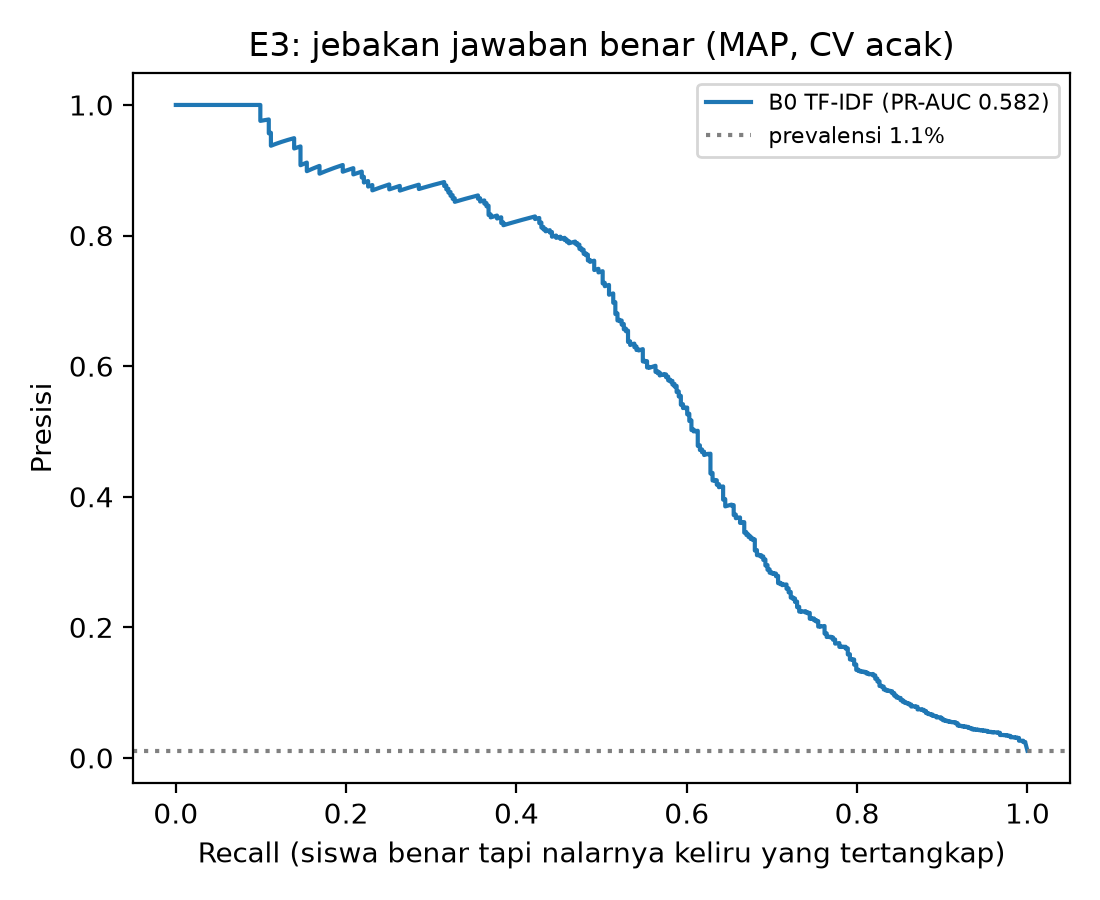 E3: jebakan jawaban benar (MAP, CV acak)
B0 TF-IDF (PR-AUC 0.582)
prevalensi 1.1%
Presisi
1.0
0.8
0.6
0.4
0.2
0.0
0.0 0.2 0.4 0.6 0.8 1.0
Recall (siswa benar tapi nalarnya keliru yang tertangkap)